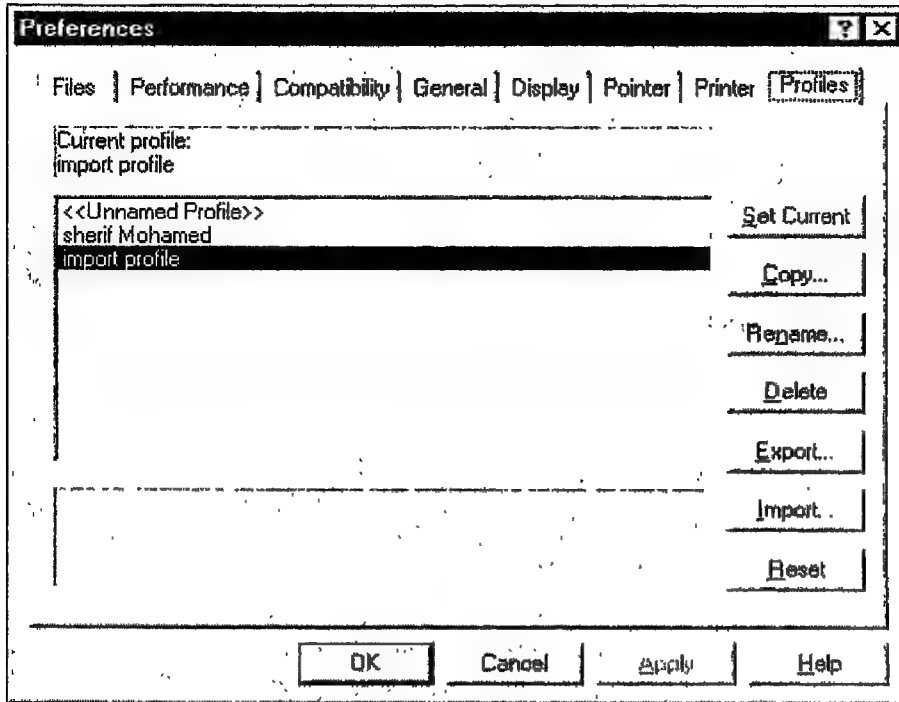 Preferences
? X
Files Performance Compatibility General Display Pointer Printer Profiles
Current profile:
import profile
<<Unnamed Profile>>
sherif Mohamed
import profile
Set Current
Copy...
Rename...
Delete
Export...
Import. .
Reset
OK Cancel Apply Help